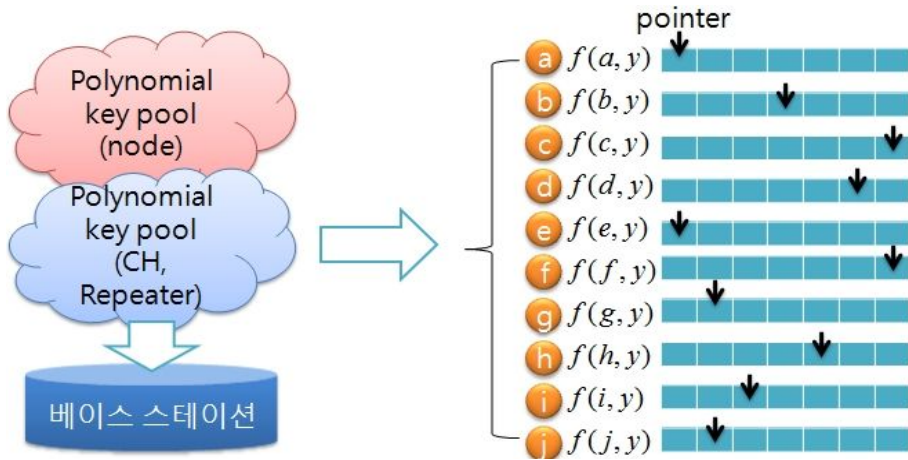 Polynomial
key pool
(node)
Polynomial
key pool
(CH,
Repeater)
베이스 스테이션
pointer
a f(a, y)
b f(b, y)
c f(c, y)
d f(d, y)
e f(e, y)
f f(f, y)
g f(g, y)
h f(h, y)
i f(i, y)
j f(j, y)